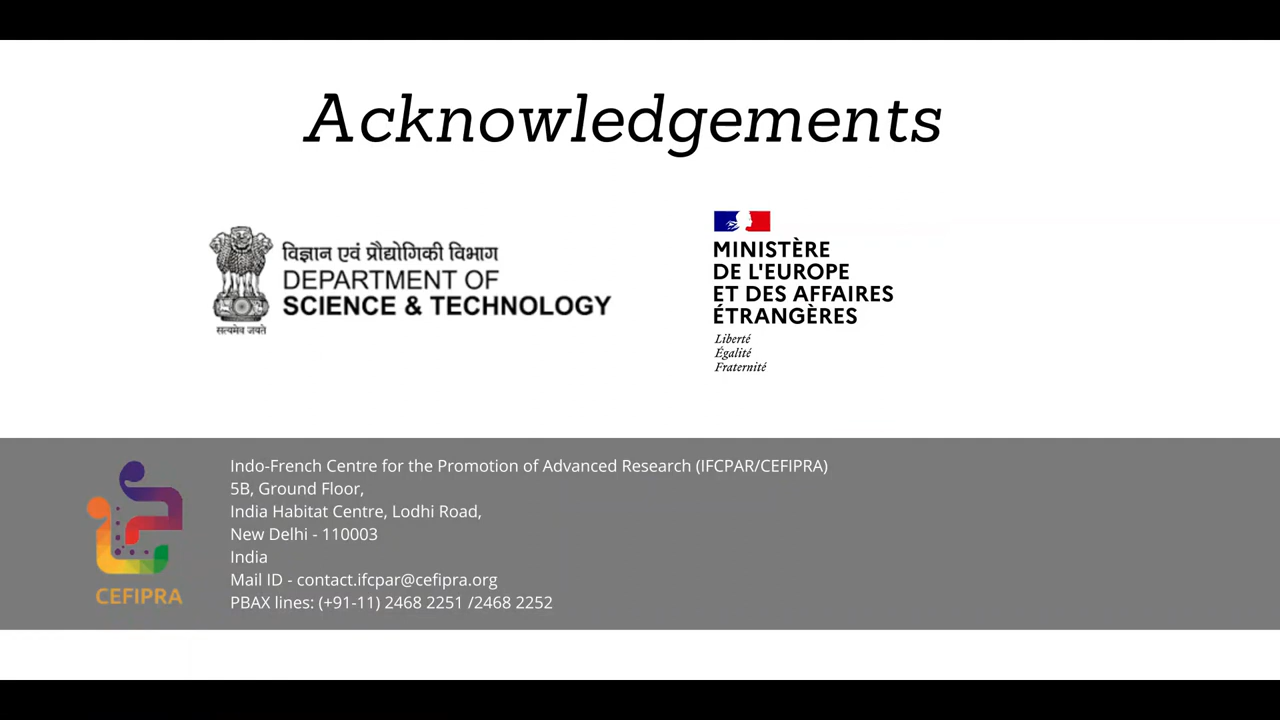 Acknowledgements
विज्ञान एवं प्रौद्योगिकी विभाग
DEPARTMENT OF
SCIENCE & TECHNOLOGY
सत्यमेव जयते
MINISTÈRE
DE L'EUROPE
ET DES AFFAIRES
ÉTRANGÈRES
Liberté
Égalité
Fraternité
Indo-French Centre for the Promotion of Advanced Research (IFCPAR/CEFIPRA)
5B, Ground Floor,
India Habitat Centre, Lodhi Road,
New Delhi - 110003
India
Mail ID - contact.ifcpar@cefipra.org
PBAX lines: (+91-11) 2468 2251 /2468 2252
CEFIPRA